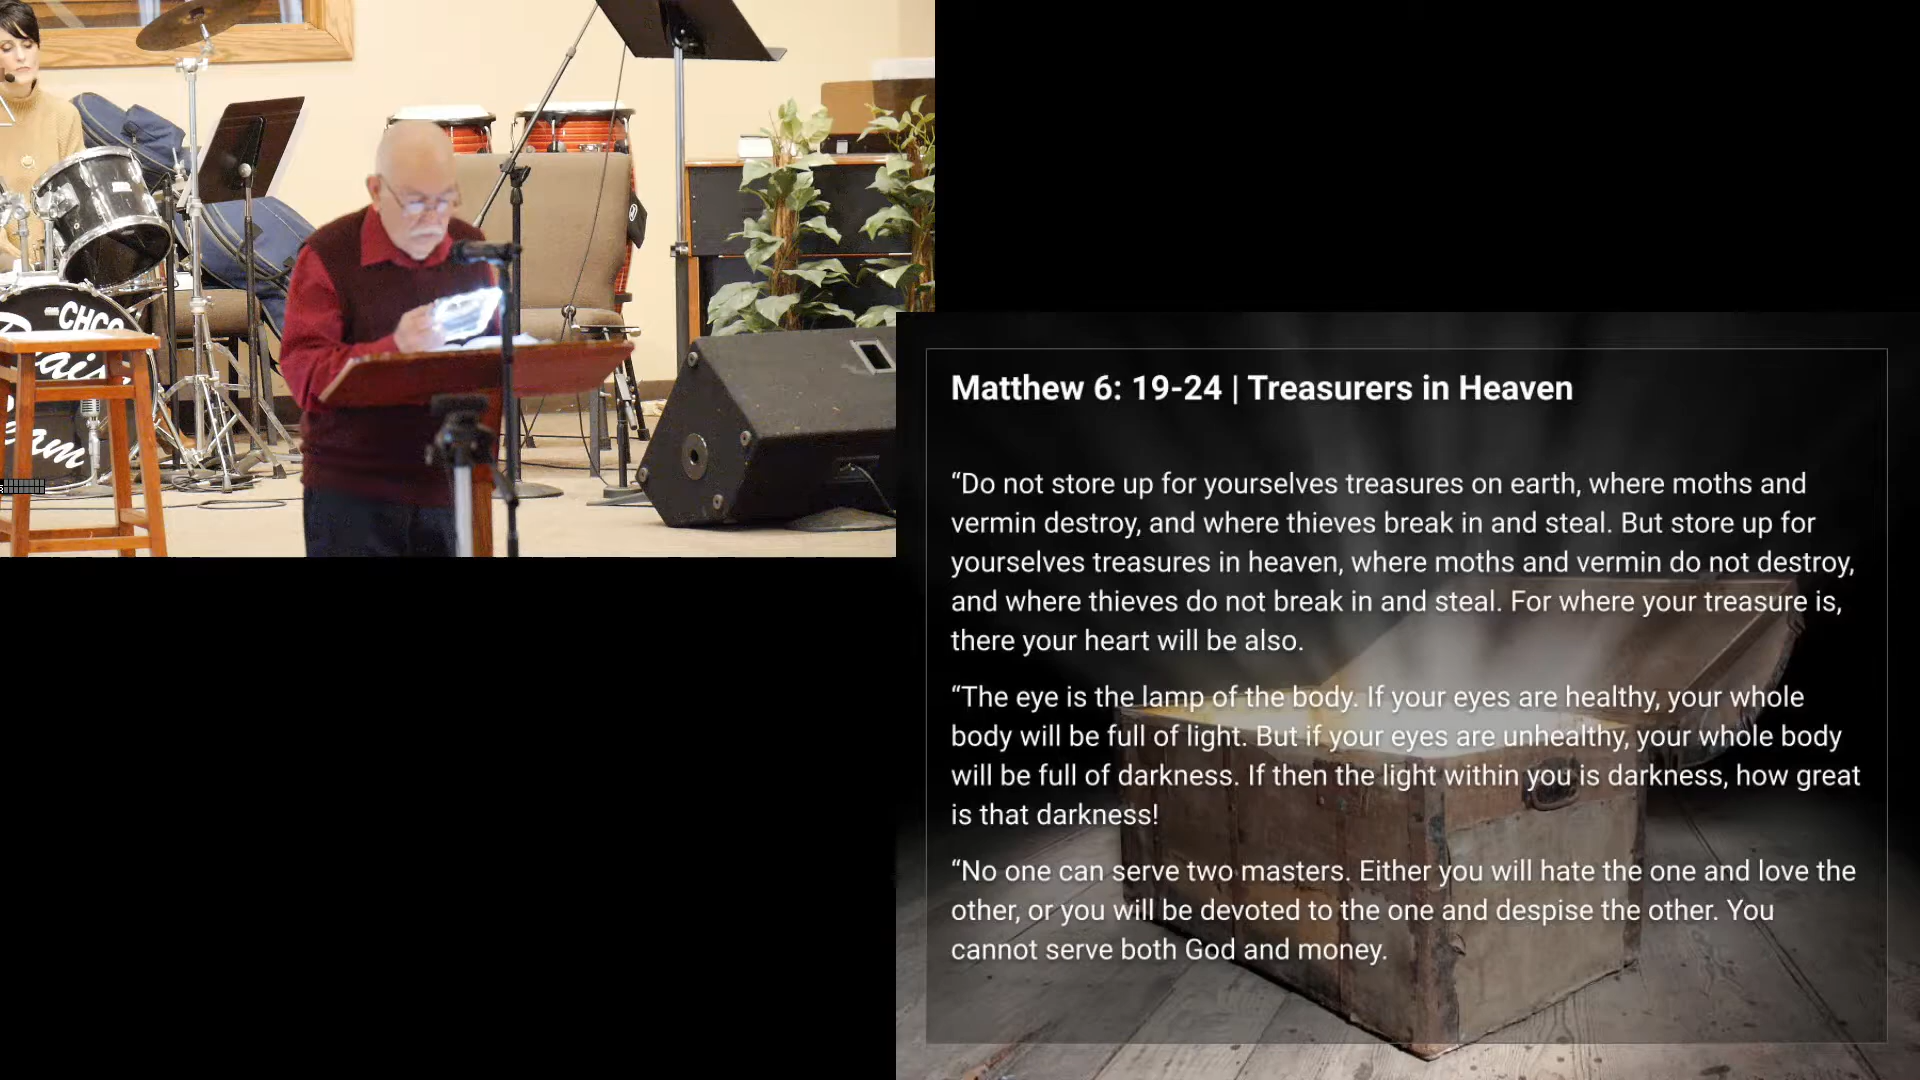 CHCC
Praise
Team
Matthew 6: 19-24 | Treasurers in Heaven
“Do not store up for yourselves treasures on earth, where moths and
vermin destroy, and where thieves break in and steal. But store up for
yourselves treasures in heaven, where moths and vermin do not destroy,
and where thieves do not break in and steal. For where your treasure is,
there your heart will be also.
“The eye is the lamp of the body. If your eyes are healthy, your whole
body will be full of light. But if your eyes are unhealthy, your whole body
will be full of darkness. If then the light within you is darkness, how great
is that darkness!
“No one can serve two masters. Either you will hate the one and love the
other, or you will be devoted to the one and despise the other. You
cannot serve both God and money.